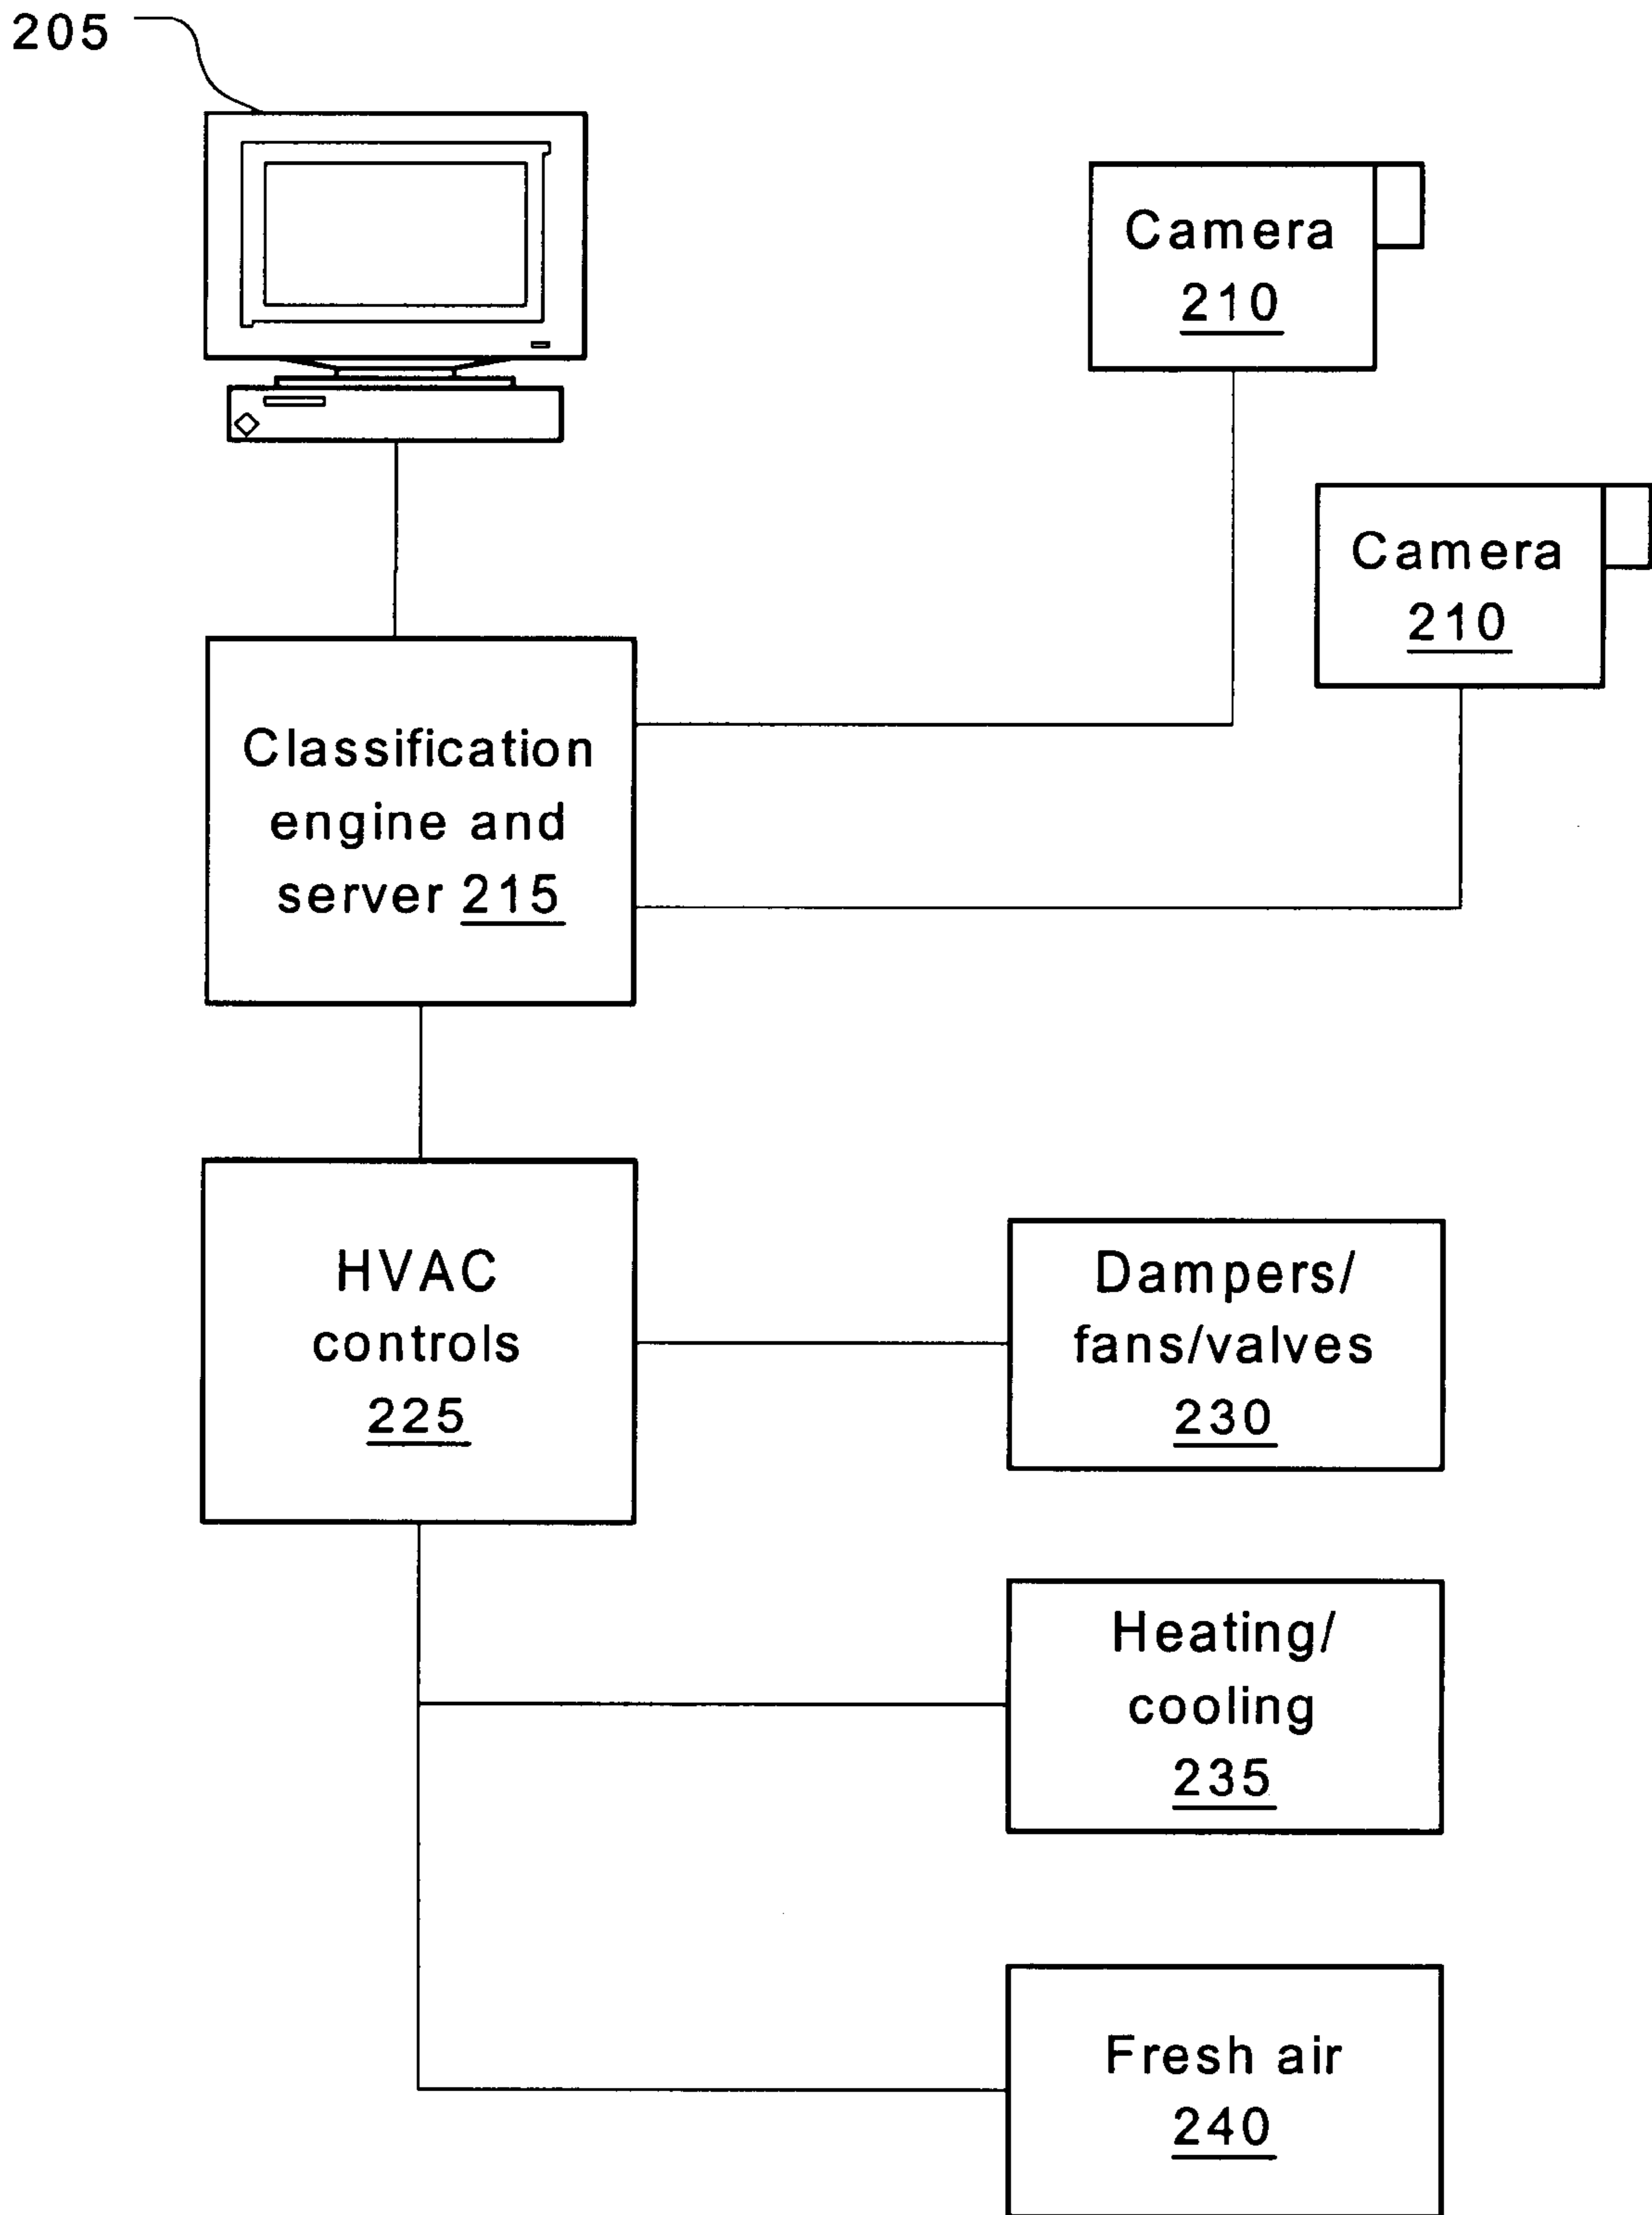 205
Camera
210
Camera
210
Classification
engine and
server 215
HVAC
controls
225
Dampers/
fans/valves
230
Heating/
cooling
235
Fresh air
240